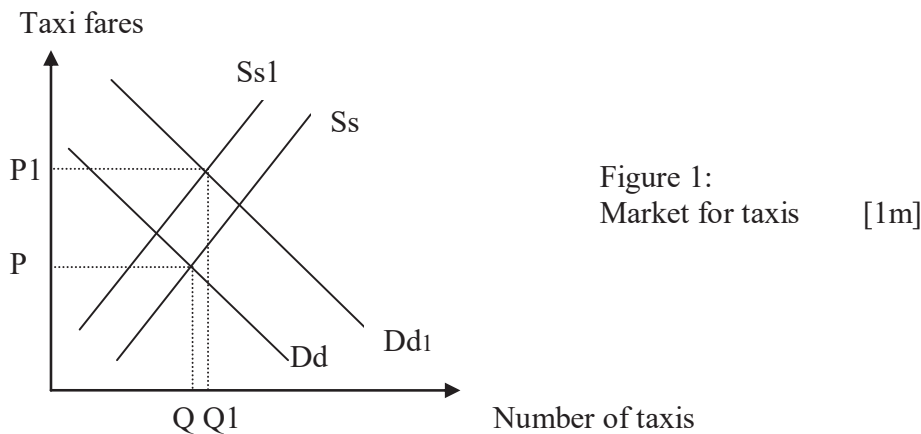 Taxi fares
Ss1
Ss
P1
Figure 1:
Market for taxis [1m]
P
Dd1
Dd
Q Q1
Number of taxis